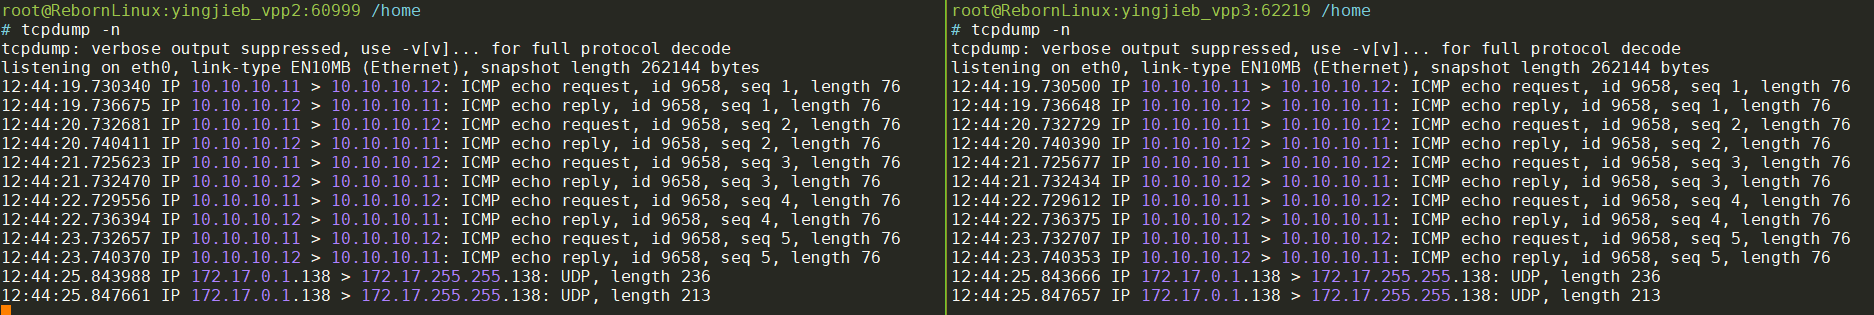 root@RebornLinux:yingjieb_vpp2:60999 /home
# tcpdump -n
tcpdump: verbose output suppressed, use -v[v]... for full protocol decode
listening on eth0, link-type EN10MB (Ethernet), snapshot length 262144 bytes
12:44:19.730340 IP 10.10.10.11 > 10.10.10.12: ICMP echo request, id 9658, seq 1, length 76
12:44:19.736675 IP 10.10.10.12 > 10.10.10.11: ICMP echo reply, id 9658, seq 1, length 76
12:44:20.732681 IP 10.10.10.11 > 10.10.10.12: ICMP echo request, id 9658, seq 2, length 76
12:44:20.740411 IP 10.10.10.12 > 10.10.10.11: ICMP echo reply, id 9658, seq 2, length 76
12:44:21.725623 IP 10.10.10.11 > 10.10.10.12: ICMP echo request, id 9658, seq 3, length 76
12:44:21.732470 IP 10.10.10.12 > 10.10.10.11: ICMP echo reply, id 9658, seq 3, length 76
12:44:22.729556 IP 10.10.10.11 > 10.10.10.12: ICMP echo request, id 9658, seq 4, length 76
12:44:22.736394 IP 10.10.10.12 > 10.10.10.11: ICMP echo reply, id 9658, seq 4, length 76
12:44:23.732657 IP 10.10.10.11 > 10.10.10.12: ICMP echo request, id 9658, seq 5, length 76
12:44:23.740370 IP 10.10.10.12 > 10.10.10.11: ICMP echo reply, id 9658, seq 5, length 76
12:44:25.843988 IP 172.17.0.1.138 > 172.17.255.255.138: UDP, length 236
12:44:25.847661 IP 172.17.0.1.138 > 172.17.255.255.138: UDP, length 213
root@RebornLinux:yingjieb_vpp3:62219 /home
# tcpdump -n
tcpdump: verbose output suppressed, use -v[v]... for full protocol decode
listening on eth0, link-type EN10MB (Ethernet), snapshot length 262144 bytes
12:44:19.730500 IP 10.10.10.11 > 10.10.10.12: ICMP echo request, id 9658, seq 1, length 76
12:44:19.736648 IP 10.10.10.12 > 10.10.10.11: ICMP echo reply, id 9658, seq 1, length 76
12:44:20.732729 IP 10.10.10.11 > 10.10.10.12: ICMP echo request, id 9658, seq 2, length 76
12:44:20.740390 IP 10.10.10.12 > 10.10.10.11: ICMP echo reply, id 9658, seq 2, length 76
12:44:21.725677 IP 10.10.10.11 > 10.10.10.12: ICMP echo request, id 9658, seq 3, length 76
12:44:21.732434 IP 10.10.10.12 > 10.10.10.11: ICMP echo reply, id 9658, seq 3, length 76
12:44:22.729612 IP 10.10.10.11 > 10.10.10.12: ICMP echo request, id 9658, seq 4, length 76
12:44:22.736375 IP 10.10.10.12 > 10.10.10.11: ICMP echo reply, id 9658, seq 4, length 76
12:44:23.732707 IP 10.10.10.11 > 10.10.10.12: ICMP echo request, id 9658, seq 5, length 76
12:44:23.740353 IP 10.10.10.12 > 10.10.10.11: ICMP echo reply, id 9658, seq 5, length 76
12:44:25.843666 IP 172.17.0.1.138 > 172.17.255.255.138: UDP, length 236
12:44:25.847657 IP 172.17.0.1.138 > 172.17.255.255.138: UDP, length 213